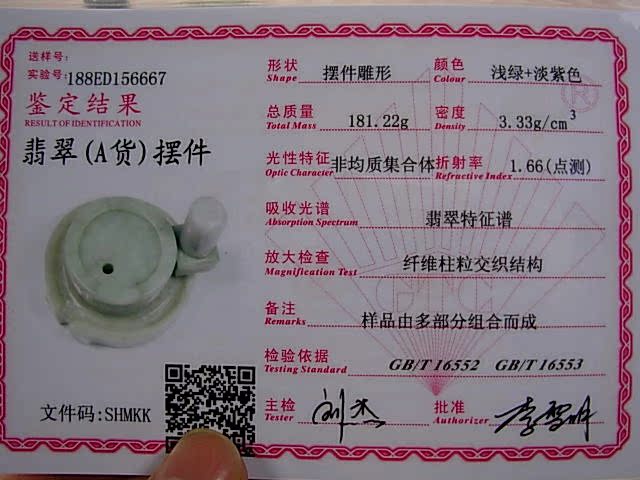 送样号:
实验号:188ED156667
鉴定结果
RESULT OF IDENTIFICATION
翡翠(A货)摆件
文件码:SHMKK
形状 摆件雕形 颜色 浅绿+淡紫色
Shape Colour
总质量 181.22g 密度 3.33g/cm³
Total Mass Density
光性特征 非均质集合体 折射率 1.66(点测)
Optic Character Refractive Index
吸收光谱 翡翠特征谱
Absorption Spectrum
放大检查 纤维柱粒交织结构
Magnification Test
备注 样品由多部分组合而成
Remarks
检验依据 GB/T 16552 GB/T 16553
Testing Standard
主检 刘杰 批准
Tester Authorizer